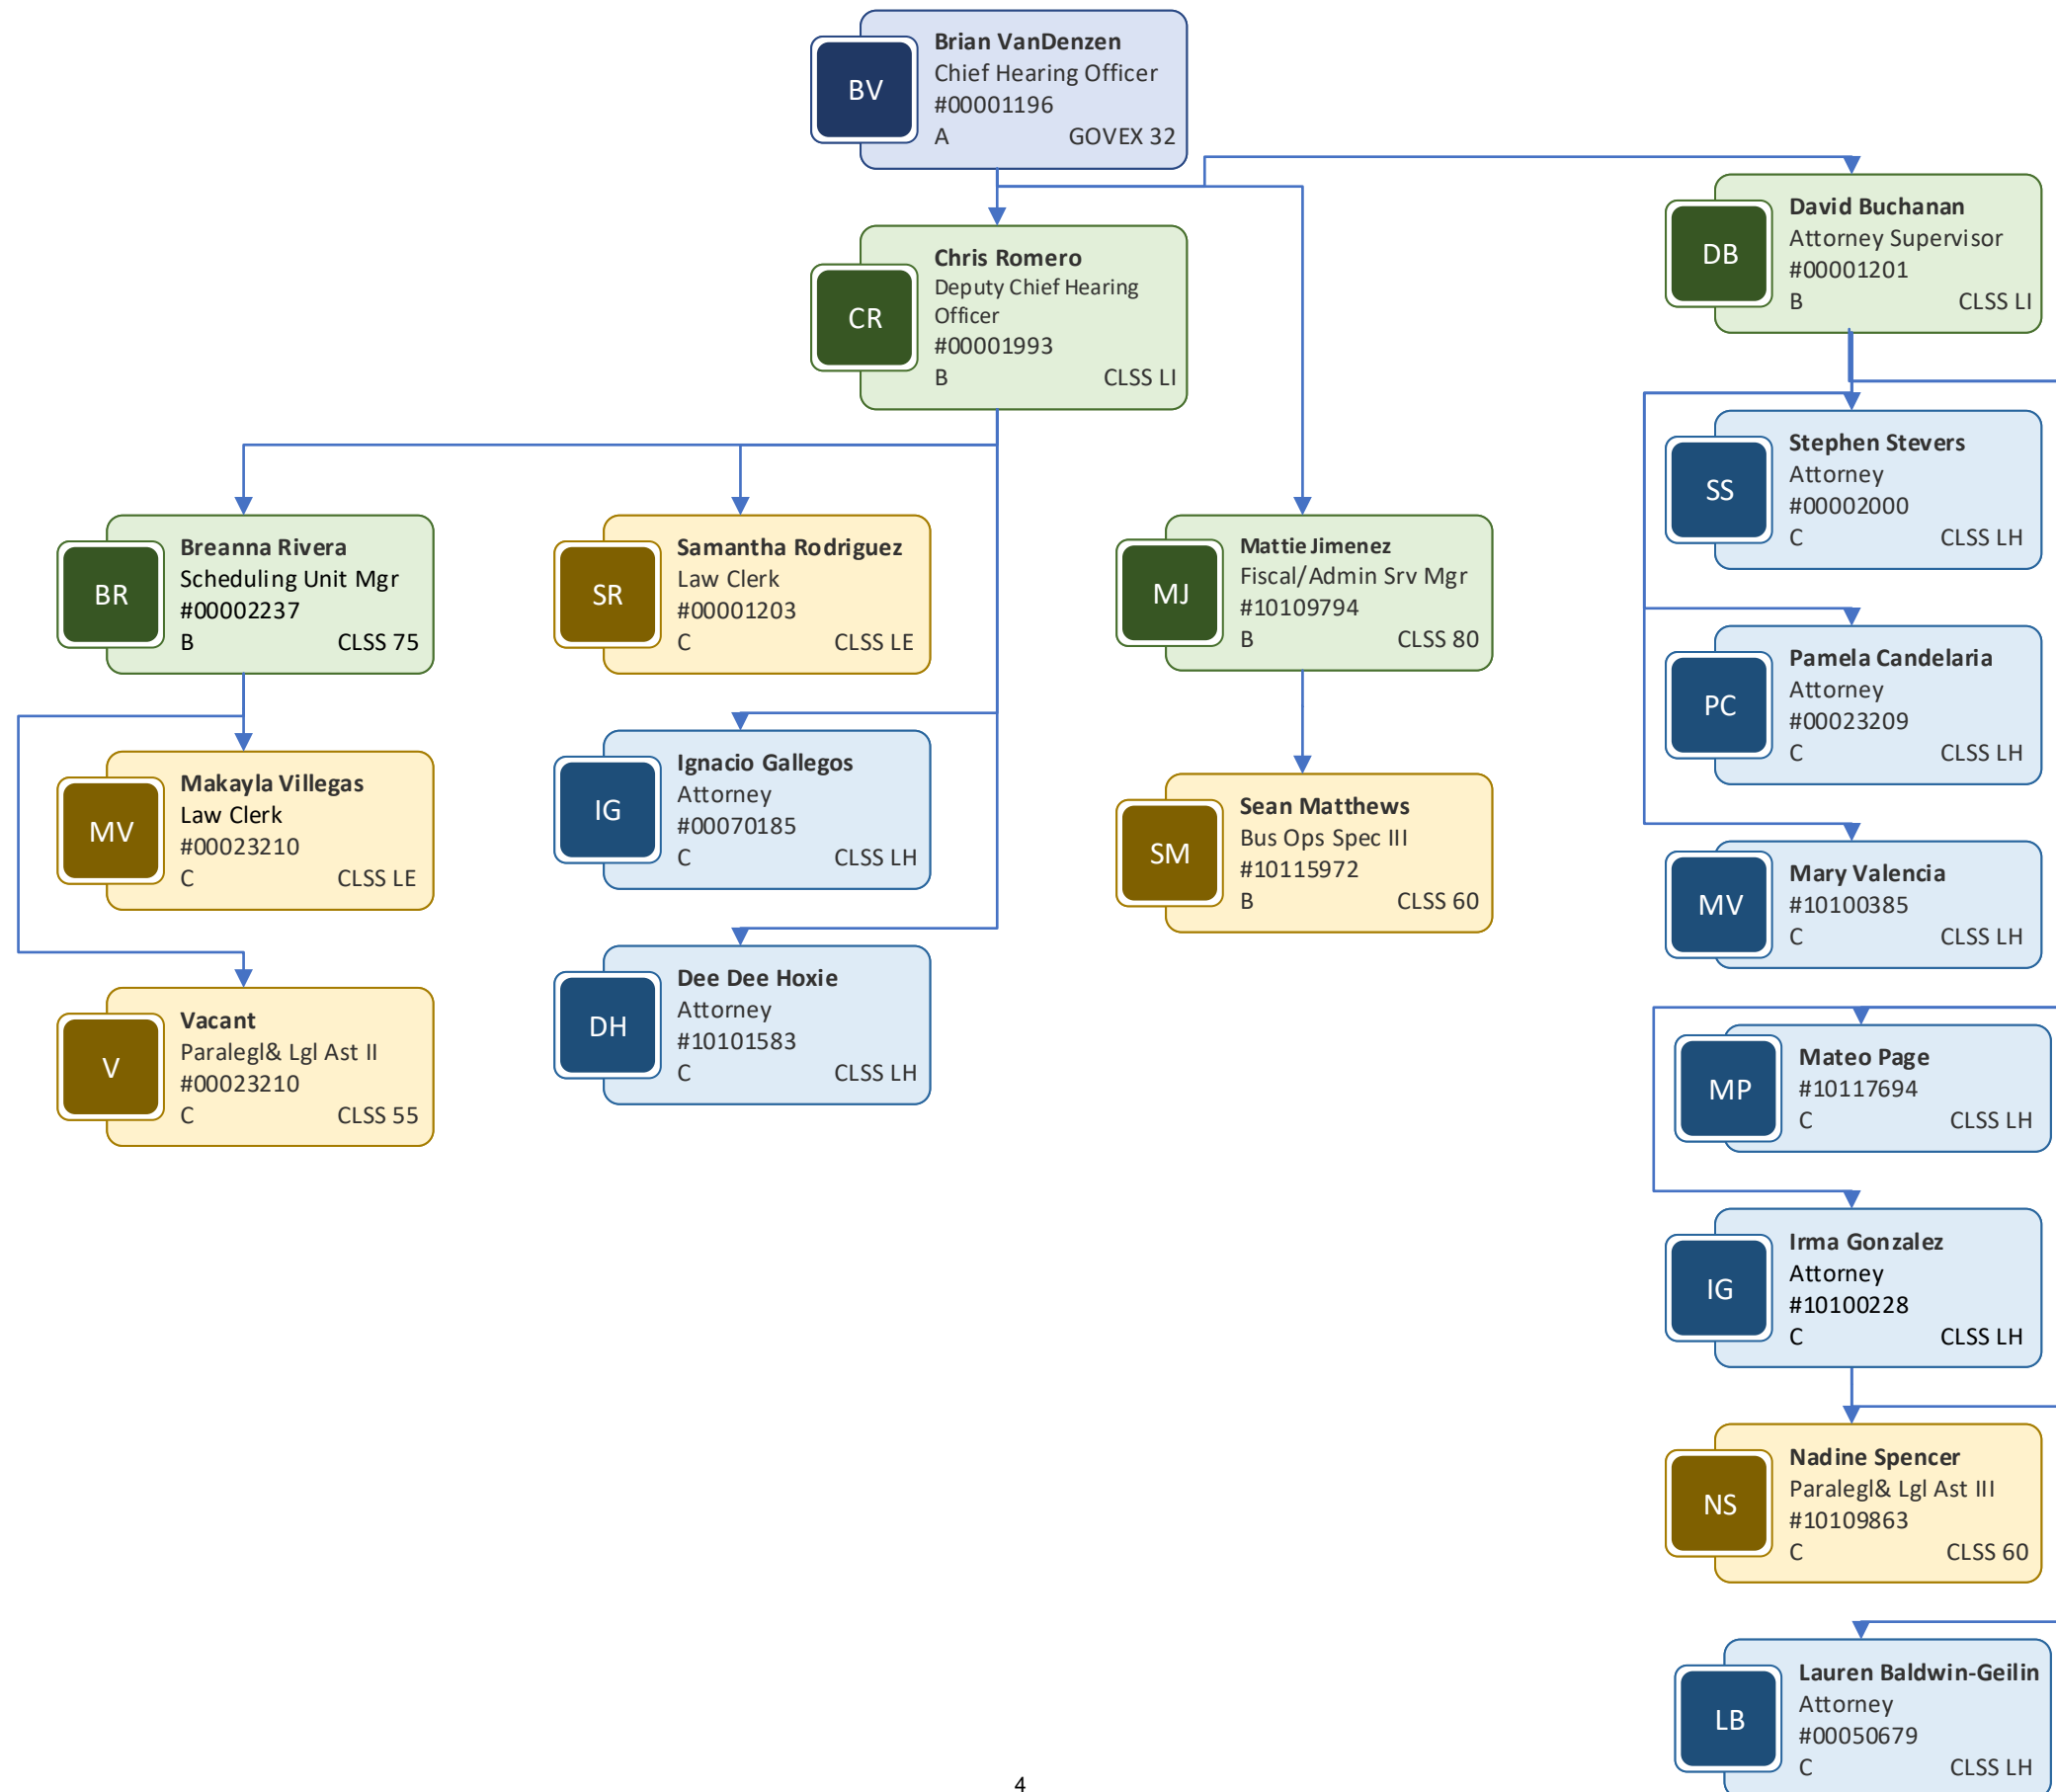 BV
Brian VanDenzen
Chief Hearing Officer
#00001196
A GOVEX 32
DB
David Buchanan
Attorney Supervisor
#00001201
B CLSS LI
CR
Chris Romero
Deputy Chief Hearing
Officer
#00001993
B CLSS LI
SS
Stephen Stevers
Attorney
#00002000
C CLSS LH
BR
Breanna Rivera
Scheduling Unit Mgr
#00002237
B CLSS 75
SR
Samantha Rodriguez
Law Clerk
#00001203
C CLSS LE
MJ
Mattie Jimenez
Fiscal/Admin Srv Mgr
#10109794
B CLSS 80
PC
Pamela Candelaria
Attorney
#00023209
C CLSS LH
MV
Makayla Villegas
Law Clerk
#00023210
C CLSS LE
IG
Ignacio Gallegos
Attorney
#00070185
C CLSS LH
SM
Sean Matthews
Bus Ops Spec III
#10115972
B CLSS 60
MV
Mary Valencia
#10100385
C CLSS LH
V
Vacant
Paralegl& Lgl Ast II
#00023210
C CLSS 55
DH
Dee Dee Hoxie
Attorney
#10101583
C CLSS LH
MP
Mateo Page
#10117694
C CLSS LH
IG
Irma Gonzalez
Attorney
#10100228
C CLSS LH
NS
Nadine Spencer
Paralegl& Lgl Ast III
#10109863
C CLSS 60
LB
Lauren Baldwin-Geilin
Attorney
#00050679
C CLSS LH
4